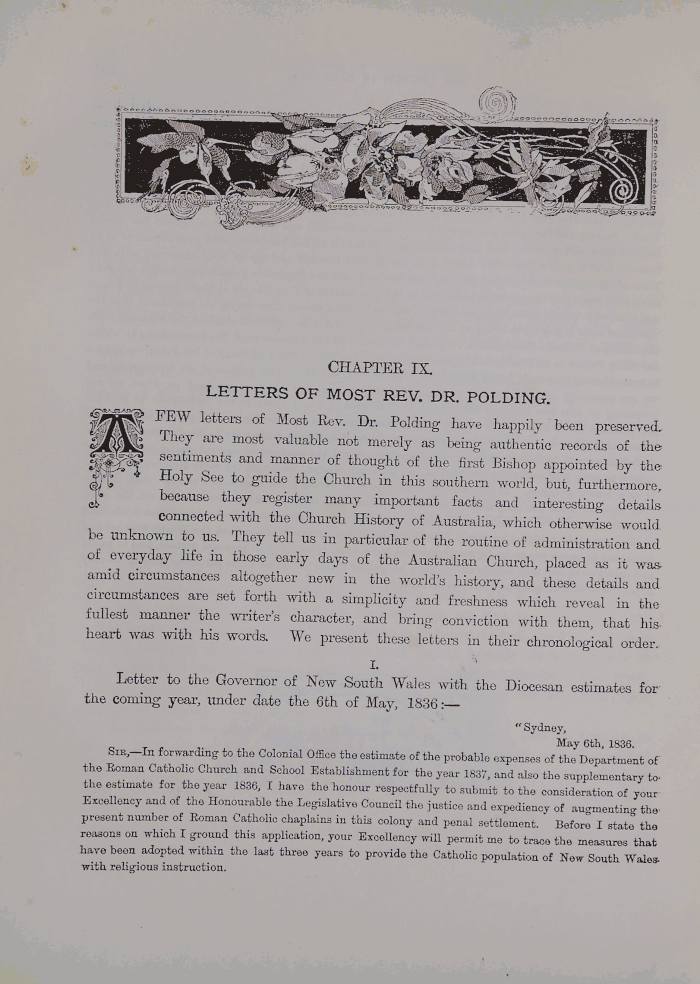 CHAPTER IX.
LETTERS OF MOST REV. DR. POLDING.
A FEW letters of Most Rev. Dr. Polding have happily been preserved.
They are most valuable not merely as being authentic records of the
sentiments and manner of thought of the first Bishop appointed by the
Holy See to guide the Church in this southern world, but, furthermore,
because they register many important facts and interesting details
connected with the Church History of Australia, which otherwise would
be unknown to us. They tell us in particular of the routine of administration and
of everyday life in those early days of the Australian Church, placed as it was
amid circumstances altogether new in the world's history, and these details and
circumstances are set forth with a simplicity and freshness which reveal in the
fullest manner the writer's character, and bring conviction with them, that his
heart was with his words. We present these letters in their chronological order.
I.
Letter to the Governor of New South Wales with the Diocesan estimates for
the coming year, under date the 6th of May, 1836:—
"Sydney,
May 6th, 1836.
SIR,—In forwarding to the Colonial Office the estimate of the probable expenses of the Department of
the Roman Catholic Church and School Establishment for the year 1837, and also the supplementary to
the estimate for the year 1836, I have the honour respectfully to submit to the consideration of your
Excellency and of the Honourable the Legislative Council the justice and expediency of augmenting the
present number of Roman Catholic chaplains in this colony and penal settlement. Before I state the
reasons on which I ground this application, your Excellency will permit me to trace the measures that
have been adopted within the last three years to provide the Catholic population of New South Wales
with religious instruction.